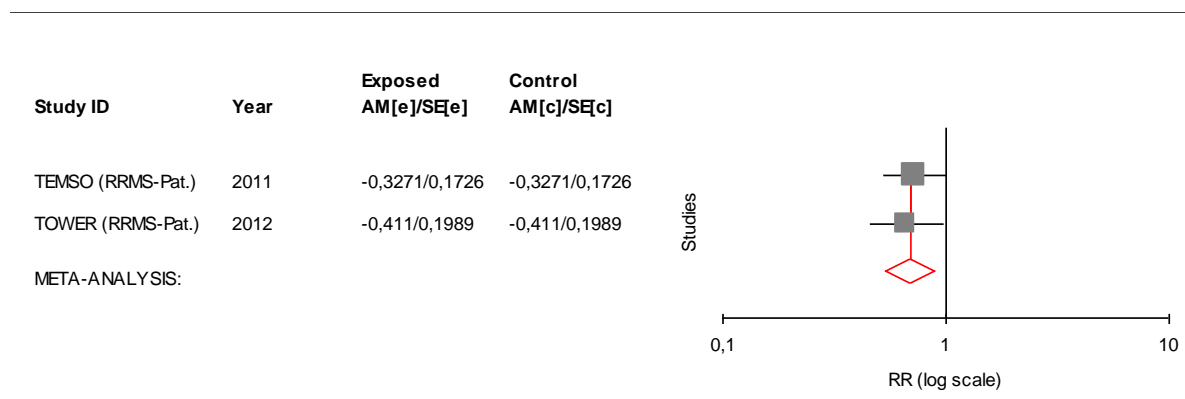 Exposed Control
Study ID Year AM[e]/SE[e] AM[c]/SE[c]
TEMSO (RRMS-Pat.) 2011 -0,3271/0,1726 -0,3271/0,1726
TOWER (RRMS-Pat.) 2012 -0,411/0,1989 -0,411/0,1989
META-ANALYSIS:
Studies
0,1 1 10
RR (log scale)